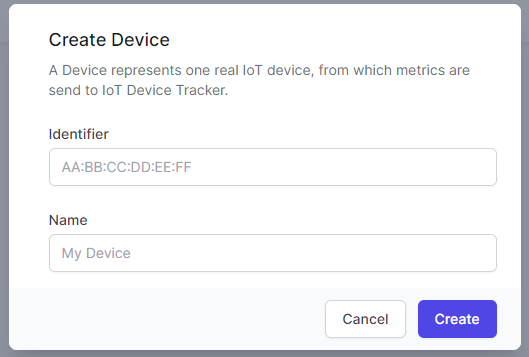 Create Device
A Device represents one real IoT device, from which metrics are
send to IoT Device Tracker.
Identifier
AA:BB:CC:DD:EE:FF
Name
My Device
Cancel
Create